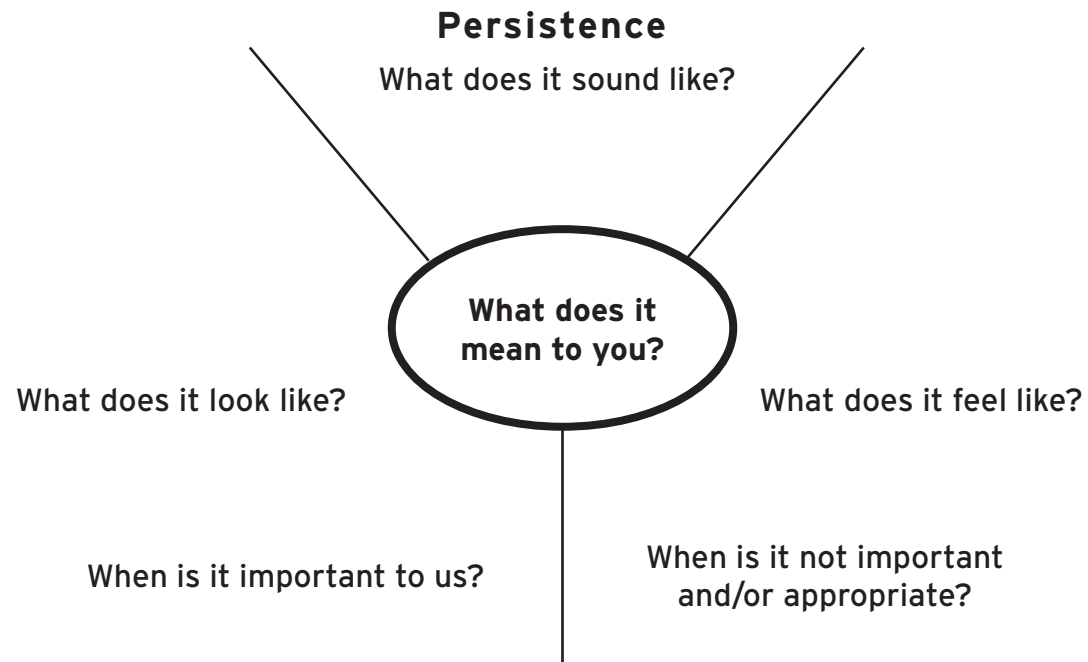 Persistence
What does it sound like?
What does it
mean to you?
What does it look like?
What does it feel like?
When is it important to us?
When is it not important
and/or appropriate?